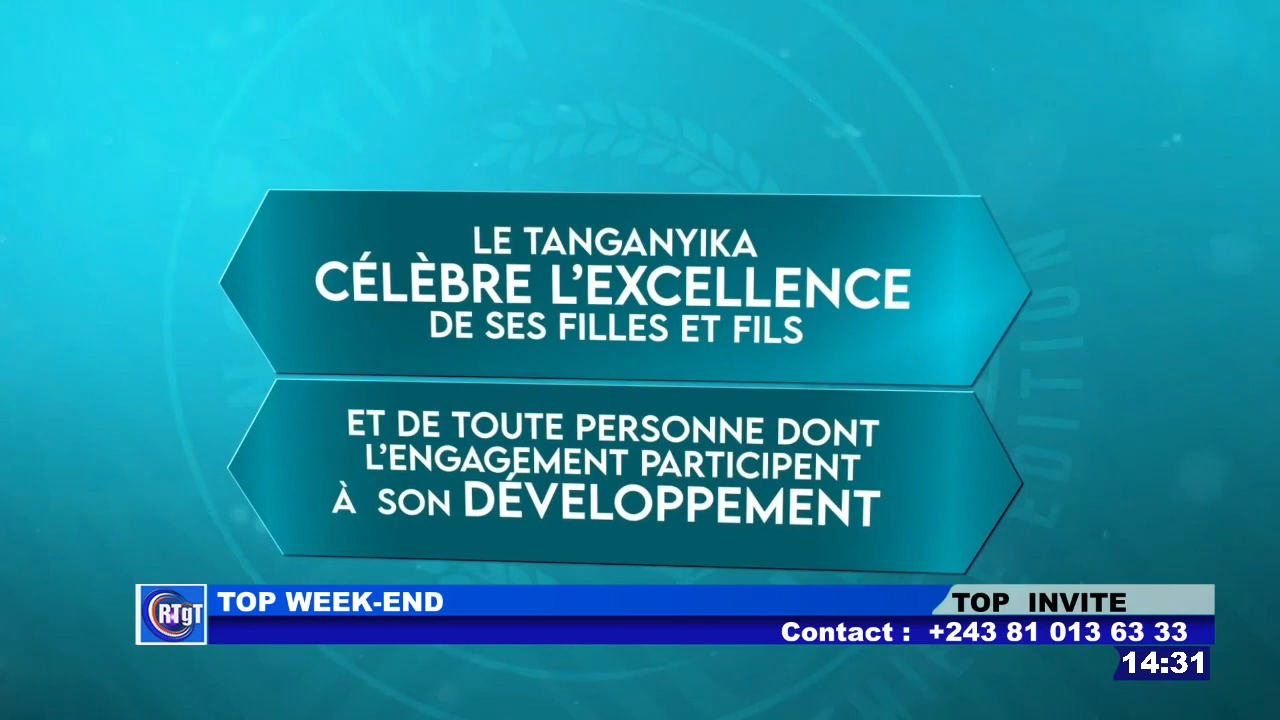 LE TANGANYIKA
CÉLÈBRE L'EXCELLENCE
DE SES FILLES ET FILS
ET DE TOUTE PERSONNE DONT
L'ENGAGEMENT PARTICIPENT
À SON DÉVELOPPEMENT
EDITION
RTgT
TOP WEEK-END
TOP INVITE
Contact : +243 81 013 63 33
14:31